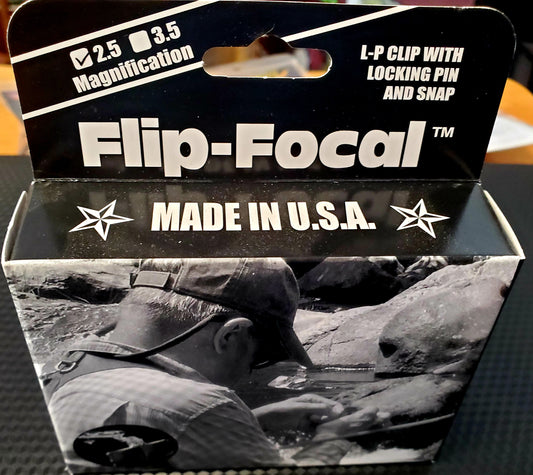 ☑ 2.5 ☐ 3.5
Magnification
L-P CLIP WITH
LOCKING PIN
AND SNAP
Flip-Focal™
MADE IN U.S.A.